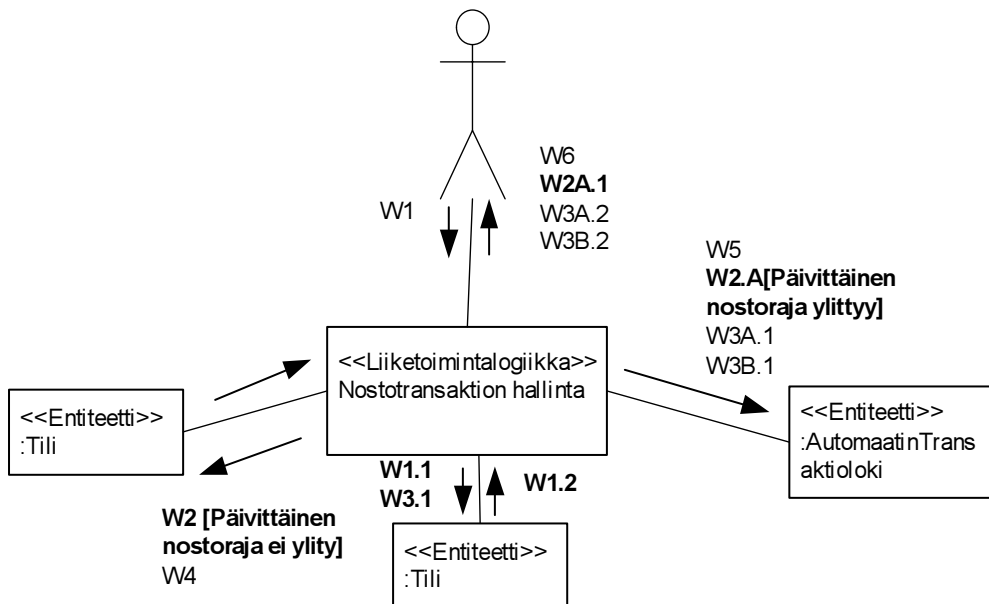 W6
W2A.1
W3A.2
W3B.2
W1
W5
W2.A[Päivittäinen
nostoraja ylittyy]
W3A.1
W3B.1
<<Liiketoimintalogiikka>>
Nostotransaktion hallinta
<<Entiteetti>>
:Tili
<<Entiteetti>>
:AutomaatinTrans
aktioloki
W1.1
W3.1
W1.2
W2 [Päivittäinen
nostoraja ei ylity]
W4
<<Entiteetti>>
:Tili